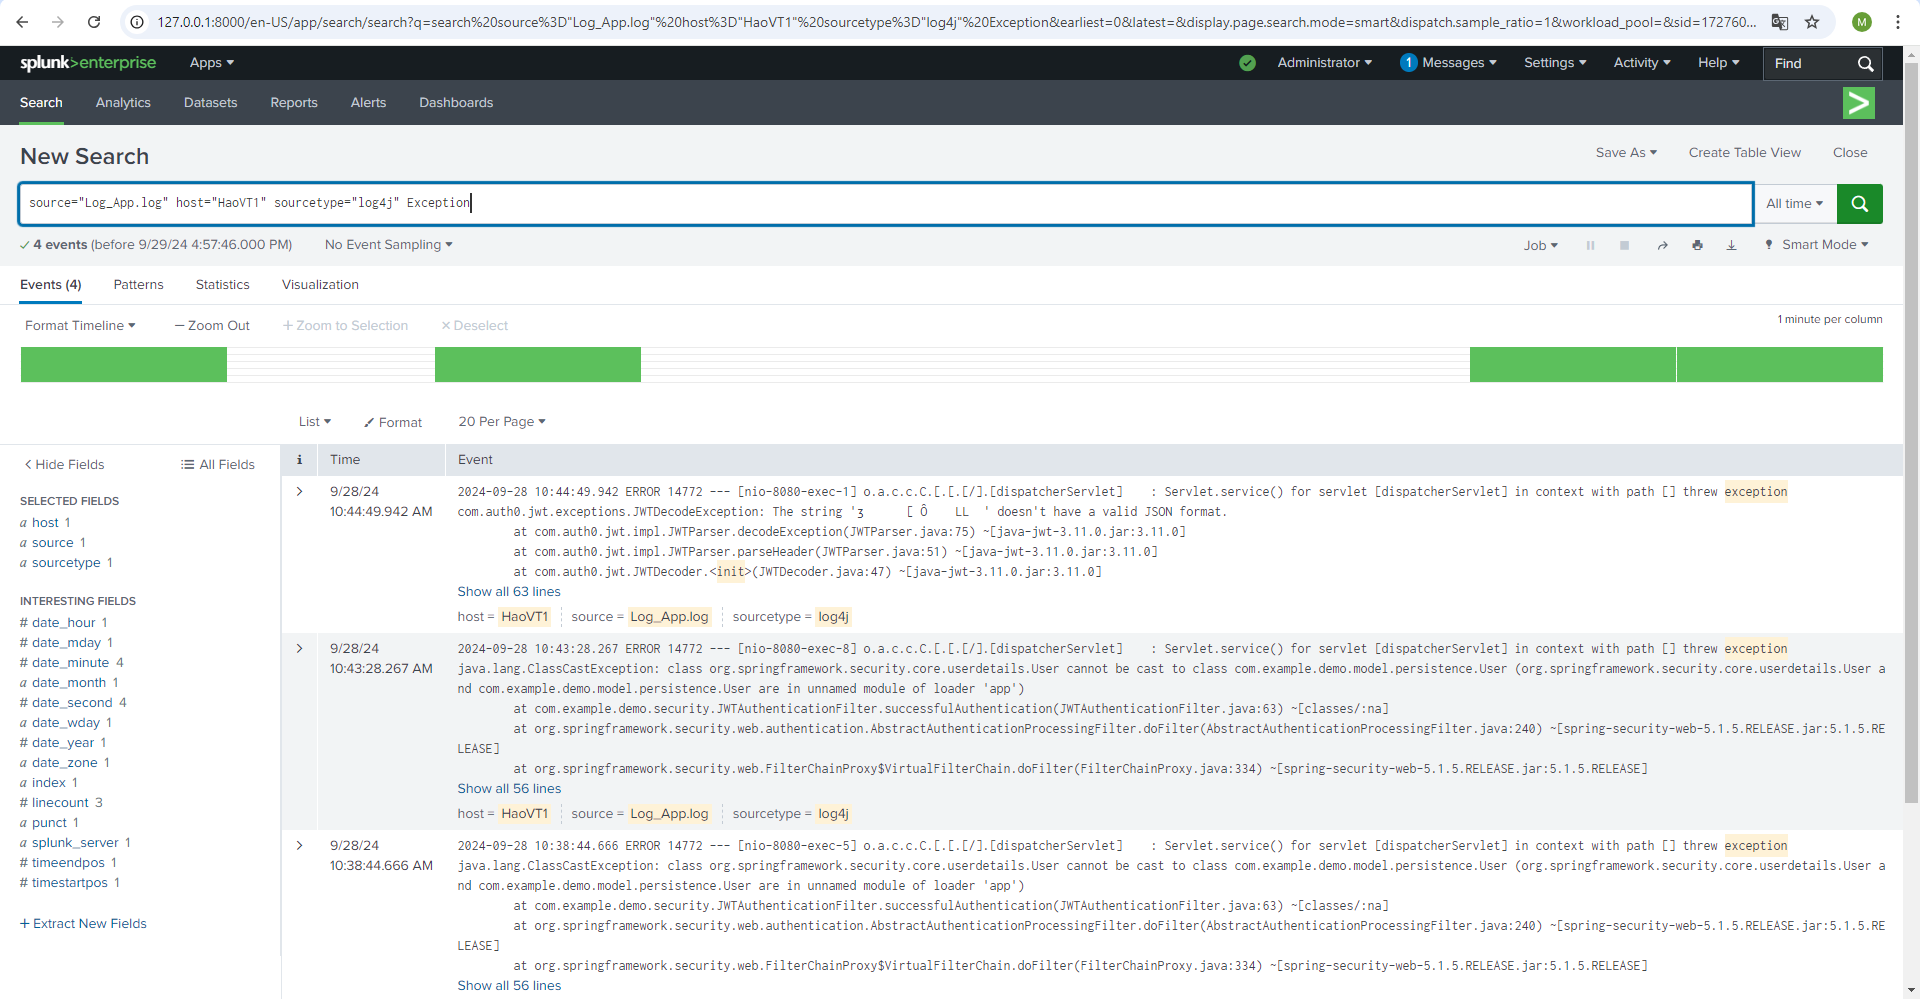 127.0.0.1:8000/en-US/app/search/search?q=search%20source%3D"Log_App.log"%20host%3D"HaoVT1"%20sourcetype%3D"log4j"%20Exception&earliest=0&latest=&display.page.search.mode=smart&dispatch.sample_ratio=1&workload_pool=&sid=172760... M
splunk>enterprise Apps Administrator 1 Messages Settings Activity Help Find
Search Analytics Datasets Reports Alerts Dashboards
New Search Save As Create Table View Close
source="Log_App.log" host="HaoVT1" sourcetype="log4j" Exception All time
4 events (before 9/29/24 4:57:46.000 PM) No Event Sampling Job Smart Mode
Events (4) Patterns Statistics Visualization
Format Timeline — Zoom Out + Zoom to Selection × Deselect 1 minute per column
List Format 20 Per Page
< Hide Fields All Fields
SELECTED FIELDS
a host 1
a source 1
a sourcetype 1
INTERESTING FIELDS
# date_hour 1
# date_mday 1
# date_minute 4
a date_month 1
# date_second 4
a date_wday 1
# date_year 1
a date_zone 1
a index 1
# linecount 3
a punct 1
a splunk_server 1
# timeendpos 1
# timestartpos 1
+ Extract New Fields
i Time Event
9/28/24
10:44:49.942 AM
2024-09-28 10:44:49.942 ERROR 14772 --- [nio-8080-exec-1] o.a.c.c.C.[.[.[/].[dispatcherServlet] : Servlet.service() for servlet [dispatcherServlet] in context with path [] threw exception
com.auth0.jwt.exceptions.JWTDecodeException: The string 'ʒ [ Ô LL ' doesn't have a valid JSON format.
at com.auth0.jwt.impl.JWTParser.decodeException(JWTParser.java:75) ~[java-jwt-3.11.0.jar:3.11.0]
at com.auth0.jwt.impl.JWTParser.parseHeader(JWTParser.java:51) ~[java-jwt-3.11.0.jar:3.11.0]
at com.auth0.jwt.JWTDecoder.<init>(JWTDecoder.java:47) ~[java-jwt-3.11.0.jar:3.11.0]
Show all 63 lines
host = HaoVT1 source = Log_App.log sourcetype = log4j
9/28/24
10:43:28.267 AM
2024-09-28 10:43:28.267 ERROR 14772 --- [nio-8080-exec-8] o.a.c.c.C.[.[.[/].[dispatcherServlet] : Servlet.service() for servlet [dispatcherServlet] in context with path [] threw exception
java.lang.ClassCastException: class org.springframework.security.core.userdetails.User cannot be cast to class com.example.demo.model.persistence.User (org.springframework.security.core.userdetails.User a
nd com.example.demo.model.persistence.User are in unnamed module of loader 'app')
at com.example.demo.security.JWTAuthenticationFilter.successfulAuthentication(JWTAuthenticationFilter.java:63) ~[classes/:na]
at org.springframework.security.web.authentication.AbstractAuthenticationProcessingFilter.doFilter(AbstractAuthenticationProcessingFilter.java:240) ~[spring-security-web-5.1.5.RELEASE.jar:5.1.5.RE
LEASE]
at org.springframework.security.web.FilterChainProxy$VirtualFilterChain.doFilter(FilterChainProxy.java:334) ~[spring-security-web-5.1.5.RELEASE.jar:5.1.5.RELEASE]
Show all 56 lines
host = HaoVT1 source = Log_App.log sourcetype = log4j
9/28/24
10:38:44.666 AM
2024-09-28 10:38:44.666 ERROR 14772 --- [nio-8080-exec-5] o.a.c.c.C.[.[.[/].[dispatcherServlet] : Servlet.service() for servlet [dispatcherServlet] in context with path [] threw exception
java.lang.ClassCastException: class org.springframework.security.core.userdetails.User cannot be cast to class com.example.demo.model.persistence.User (org.springframework.security.core.userdetails.User a
nd com.example.demo.model.persistence.User are in unnamed module of loader 'app')
at com.example.demo.security.JWTAuthenticationFilter.successfulAuthentication(JWTAuthenticationFilter.java:63) ~[classes/:na]
at org.springframework.security.web.authentication.AbstractAuthenticationProcessingFilter.doFilter(AbstractAuthenticationProcessingFilter.java:240) ~[spring-security-web-5.1.5.RELEASE.jar:5.1.5.RE
LEASE]
at org.springframework.security.web.FilterChainProxy$VirtualFilterChain.doFilter(FilterChainProxy.java:334) ~[spring-security-web-5.1.5.RELEASE.jar:5.1.5.RELEASE]
Show all 56 lines